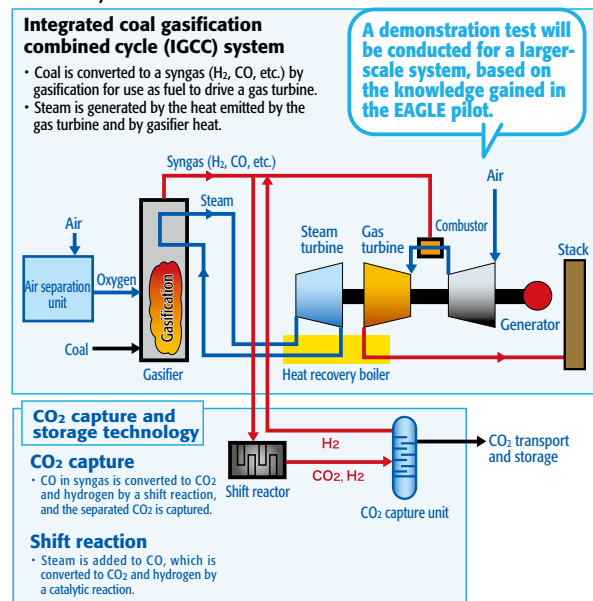 Integrated coal gasification
combined cycle (IGCC) system
・Coal is converted to a syngas (H₂, CO, etc.) by
gasification for use as fuel to drive a gas turbine.
・Steam is generated by the heat emitted by the
gas turbine and by gasifier heat.
A demonstration test will
be conducted for a larger-
scale system, based on
the knowledge gained in
the EAGLE pilot.
Syngas (H₂, CO, etc.)
Steam
Air
Air
Combustor
Steam
turbine
Gas
turbine
Stack
Air separation
unit
Oxygen
Gasification
Generator
Coal
Gasifier
Heat recovery boiler
CO₂ capture and
storage technology
CO₂ capture
・CO in syngas is converted to CO₂
and hydrogen by a shift reaction,
and the separated CO₂ is captured.
Shift reaction
・Steam is added to CO, which is
converted to CO₂ and hydrogen by
a catalytic reaction.
H₂
CO₂, H₂
Shift reactor
CO₂ capture unit
CO₂ transport
and storage